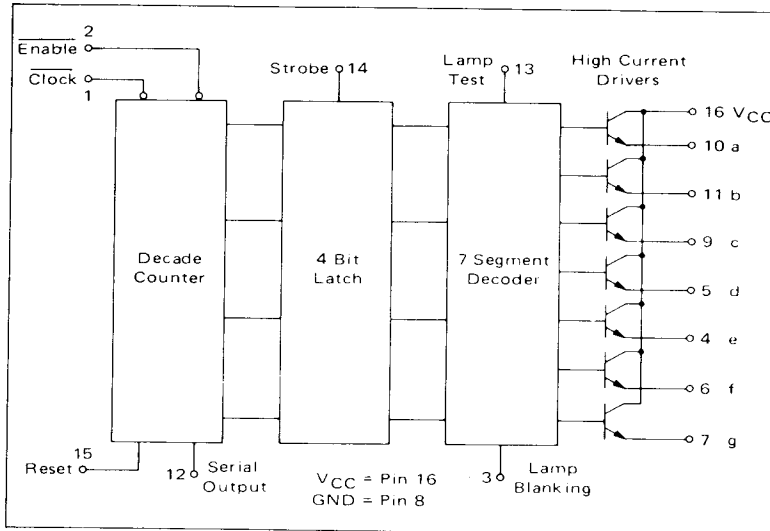 2
Enable
Clock
1
Strobe
14
Lamp
Test
13
High Current
Drivers
16 VCC
10 a
11 b
9 c
5 d
4 e
6 f
7 g
Decade
Counter
4 Bit
Latch
7 Segment
Decoder
15
Reset
12
Serial
Output
VCC = Pin 16
GND = Pin 8
3
Lamp
Blanking